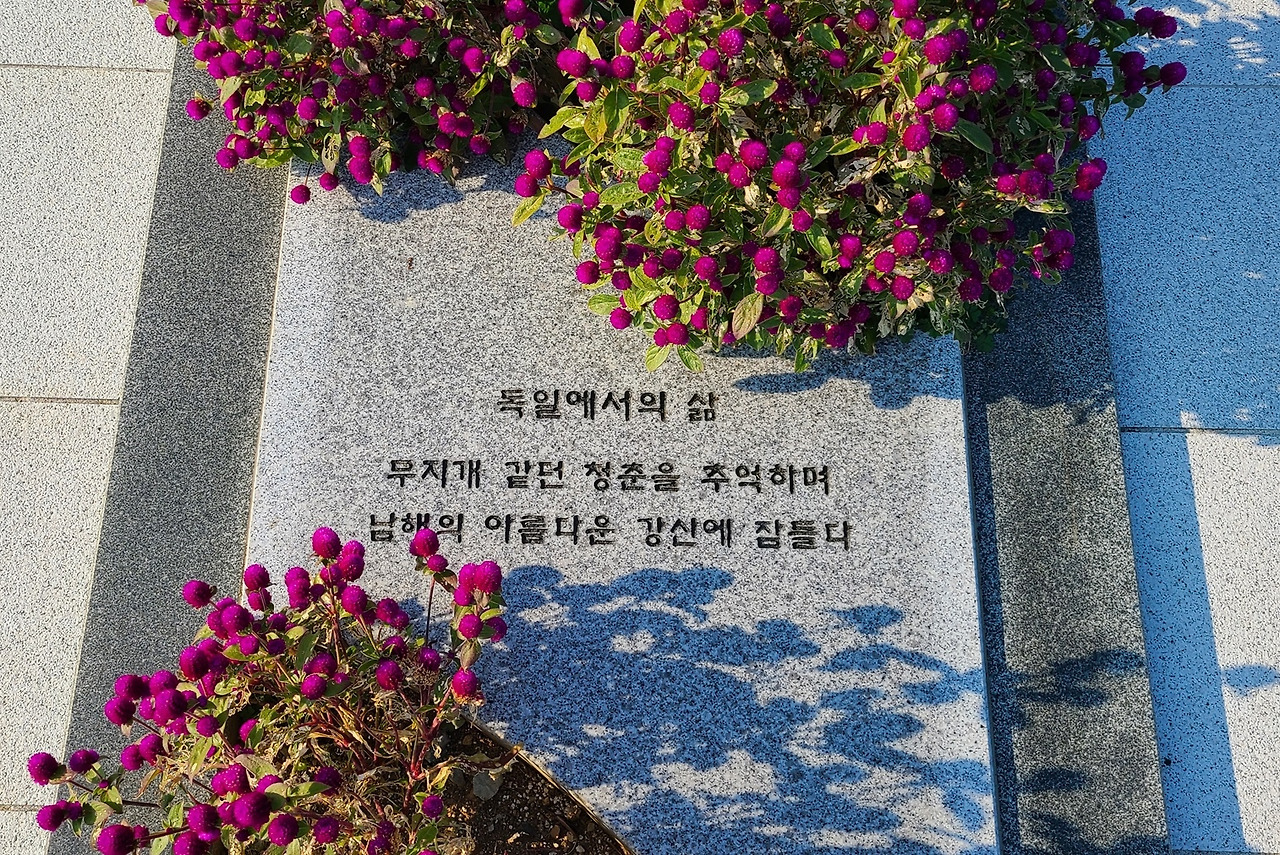 독일에서의 삶
무지개 같던 청춘을 추억하며
남해의 아름다운 강산에 잠들다